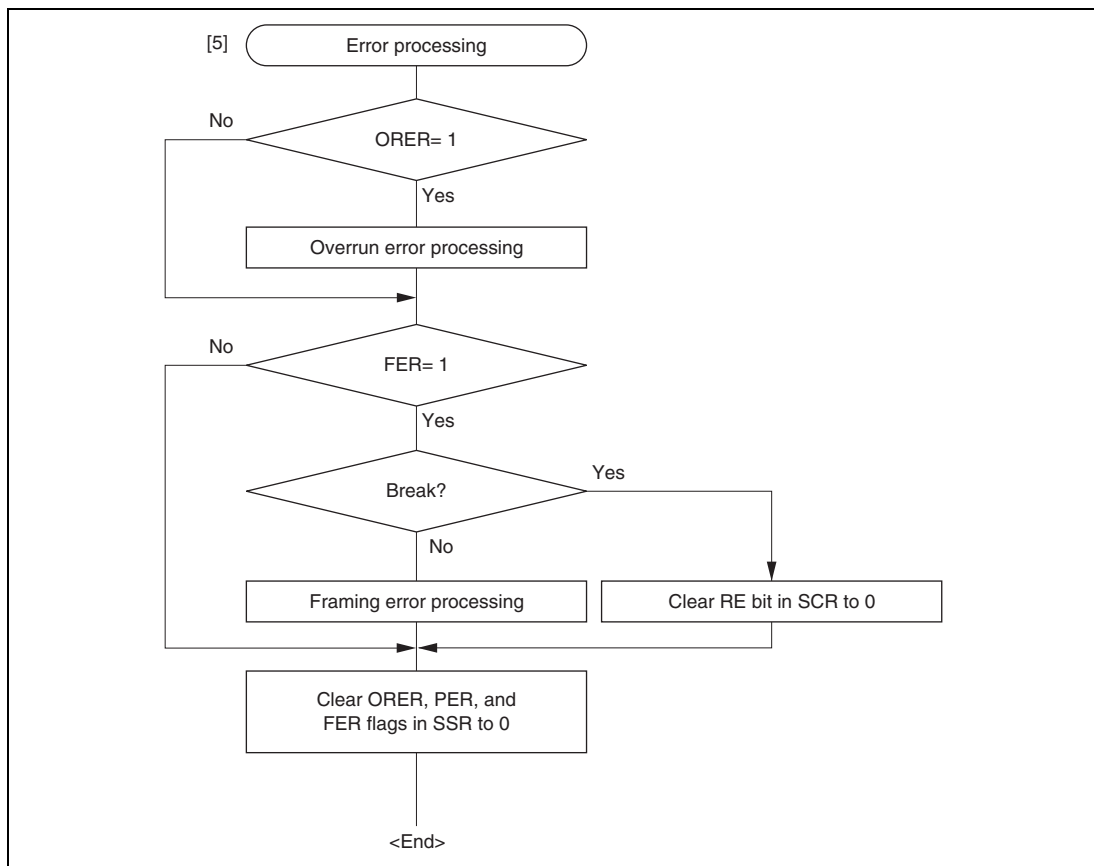 [5]
Error processing
No
ORER= 1
Yes
Overrun error processing
No
FER= 1
Yes
Yes
Break?
No
Framing error processing
Clear RE bit in SCR to 0
Clear ORER, PER, and
FER flags in SSR to 0
<End>